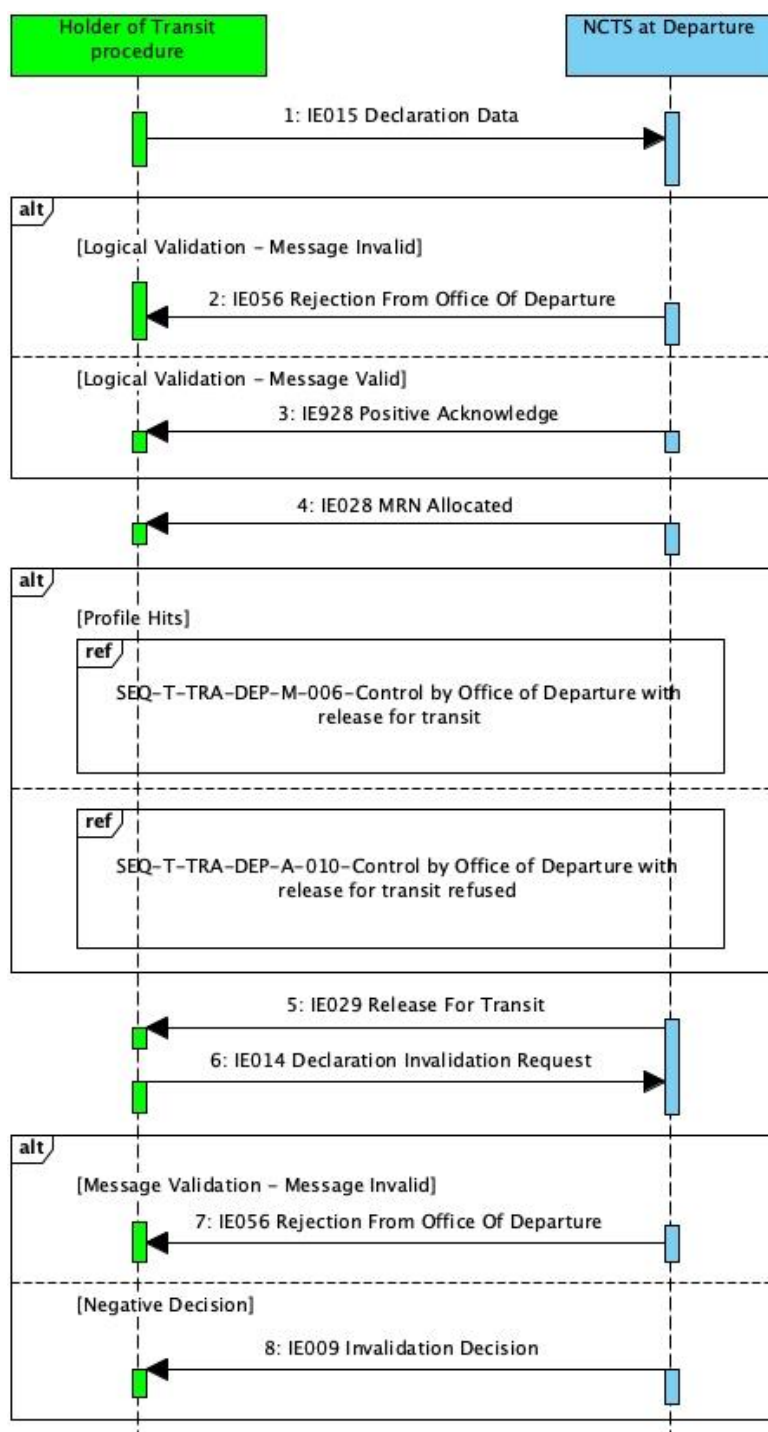 Holder of Transit
procedure
NCTS at Departure
1: IE015 Declaration Data
alt
[Logical Validation – Message Invalid]
2: IE056 Rejection From Office Of Departure
[Logical Validation – Message Valid]
3: IE928 Positive Acknowledge
4: IE028 MRN Allocated
alt
[Profile Hits]
ref
SEQ-T-TRA-DEP-M-006-Control by Office of Departure with
release for transit
ref
SEQ-T-TRA-DEP-A-010-Control by Office of Departure with
release for transit refused
5: IE029 Release For Transit
6: IE014 Declaration Invalidation Request
alt
[Message Validation – Message Invalid]
7: IE056 Rejection From Office Of Departure
[Negative Decision]
8: IE009 Invalidation Decision